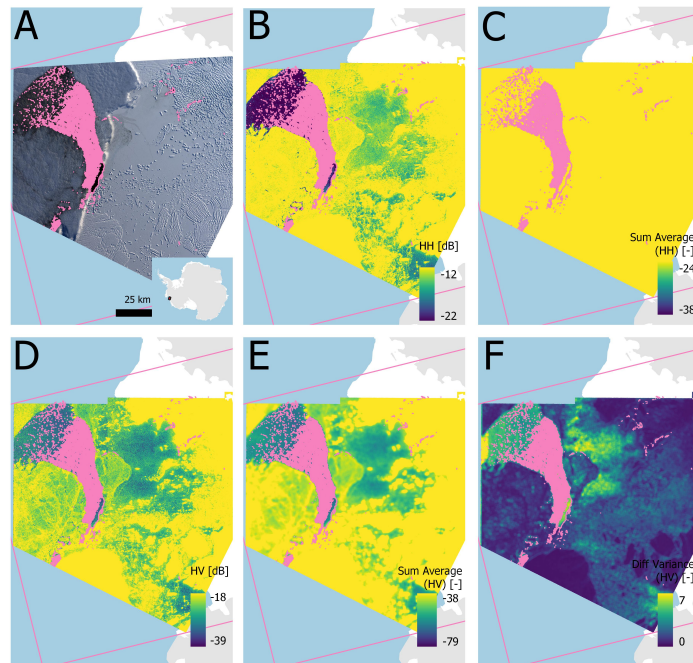 A
B
C
25 km
HH [dB]
-12
-22
Sum Average
(HH) [-]
-24
-38
D
E
F
HV [dB]
-18
-39
Sum Average
(HV) [-]
-38
-79
Diff Variance
(HV) [-]
7
0